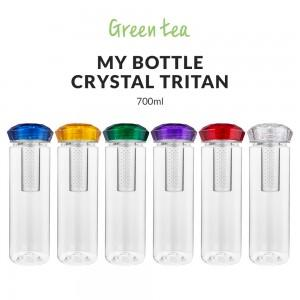 Green tea
MY BOTTLE
CRYSTAL TRITAN
700ml